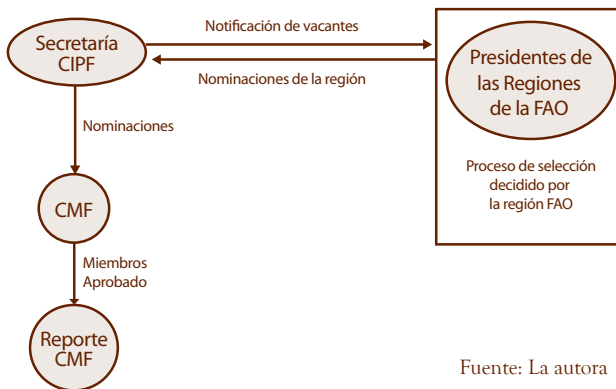 Secretaría
CIPF
Notificación de vacantes
Nominaciones de la región
Presidentes de
las Regiones
de la FAO
Proceso de selección
decidido por
la región FAO
Nominaciones
CMF
Miembros
Aprobado
Reporte
CMF
Fuente: La autora